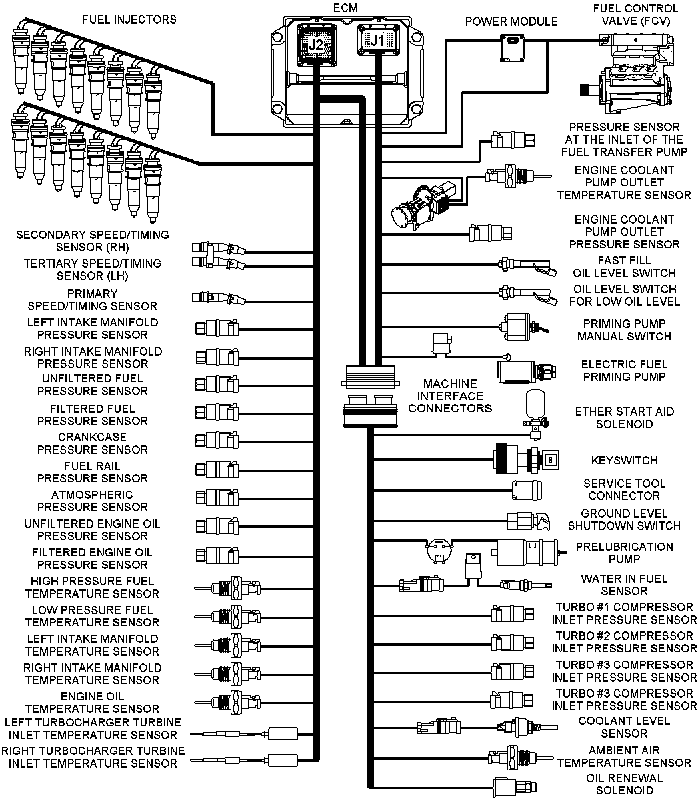 FUEL INJECTORS
ECM
J2
J1
POWER MODULE
FUEL CONTROL
VALVE (FCV)
PRESSURE SENSOR
AT THE INLET OF THE
FUEL TRANSFER PUMP
ENGINE COOLANT
PUMP OUTLET
TEMPERATURE SENSOR
ENGINE COOLANT
PUMP OUTLET
PRESSURE SENSOR
FAST FILL
OIL LEVEL SWITCH
OIL LEVEL SWITCH
FOR LOW OIL LEVEL
PRIMING PUMP
MANUAL SWITCH
ELECTRIC FUEL
PRIMING PUMP
MACHINE
INTERFACE
CONNECTORS
ETHER START AID
SOLENOID
KEYSWITCH
SERVICE TOOL
CONNECTOR
GROUND LEVEL
SHUTDOWN SWITCH
PRELUBRICATION
PUMP
WATER IN FUEL
SENSOR
TURBO #1 COMPRESSOR
INLET PRESSURE SENSOR
TURBO #2 COMPRESSOR
INLET PRESSURE SENSOR
TURBO #3 COMPRESSOR
INLET PRESSURE SENSOR
TURBO #3 COMPRESSOR
INLET PRESSURE SENSOR
COOLANT LEVEL
SENSOR
AMBIENT AIR
TEMPERATURE SENSOR
OIL RENEWAL
SOLENOID
SECONDARY SPEED/TIMING
SENSOR (RH)
TERTIARY SPEED/TIMING
SENSOR (LH)
PRIMARY
SPEED/TIMING SENSOR
LEFT INTAKE MANIFOLD
PRESSURE SENSOR
RIGHT INTAKE MANIFOLD
PRESSURE SENSOR
UNFILTERED FUEL
PRESSURE SENSOR
FILTERED FUEL
PRESSURE SENSOR
CRANKCASE
PRESSURE SENSOR
FUEL RAIL
PRESSURE SENSOR
ATMOSPHERIC
PRESSURE SENSOR
UNFILTERED ENGINE OIL
PRESSURE SENSOR
FILTERED ENGINE OIL
PRESSURE SENSOR
HIGH PRESSURE FUEL
TEMPERATURE SENSOR
LOW PRESSURE FUEL
TEMPERATURE SENSOR
LEFT INTAKE MANIFOLD
TEMPERATURE SENSOR
RIGHT INTAKE MANIFOLD
TEMPERATURE SENSOR
ENGINE OIL
TEMPERATURE SENSOR
LEFT TURBOCHARGER TURBINE
INLET TEMPERATURE SENSOR
RIGHT TURBOCHARGER TURBINE
INLET TEMPERATURE SENSOR